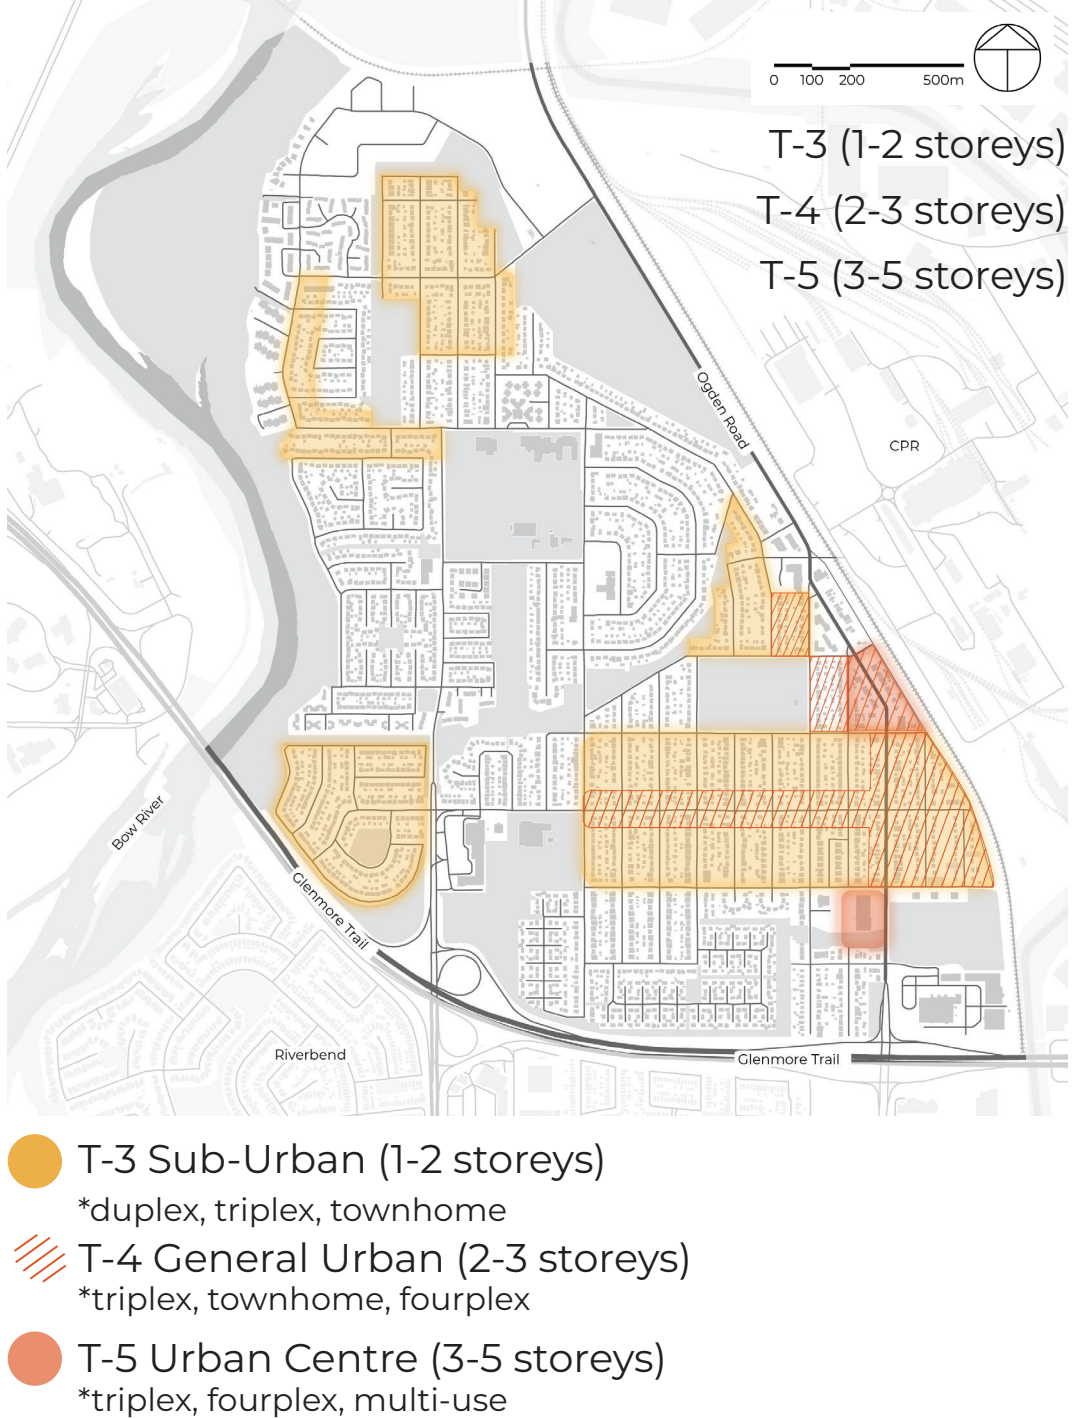 0 100 200 500m
T-3 (1-2 storeys)
T-4 (2-3 storeys)
T-5 (3-5 storeys)
Ogden Road
CPR
Bow River
Glenmore Trail
Riverbend
Glenmore Trail
T-3 Sub-Urban (1-2 storeys)
*duplex, triplex, townhome
T-4 General Urban (2-3 storeys)
*triplex, townhome, fourplex
T-5 Urban Centre (3-5 storeys)
*triplex, fourplex, multi-use